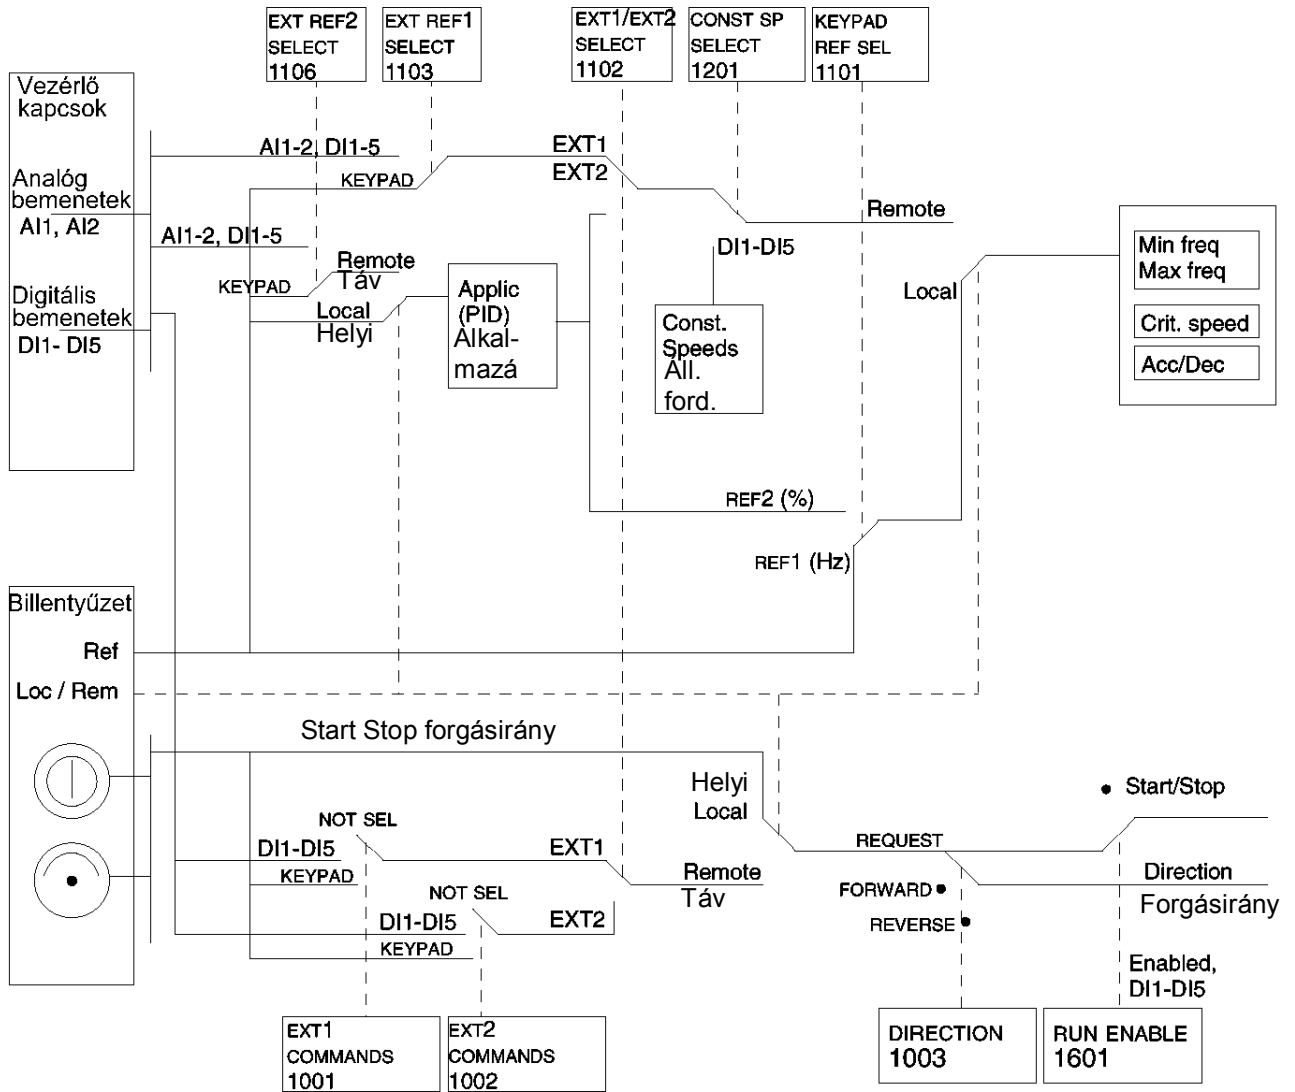 EXT REF2
SELECT
1106
EXT REF1
SELECT
1103
EXT1/EXT2
SELECT
1102
CONST SP
SELECT
1201
KEYPAD
REF SEL
1101
Vezérlő
kapcsok
Analóg
bemenetek
AI1, AI2
Digitális
bemenetek
DI1- DI5
AI1-2, DI1-5
KEYPAD
EXT1
EXT2
Remote
AI1-2, DI1-5
Remote
Táv
KEYPAD
Local
Helyi
Applic
(PID)
Alkal-
mazá
DI1-DI5
Const.
Speeds
Áll.
ford.
Local
Min freq
Max freq
Crit. speed
Acc/Dec
REF2 (%)
REF1 (Hz)
Billentyűzet
Ref
Loc / Rem
Start Stop forgásirány
Helyi
Local
NOT SEL
DI1-DI5
KEYPAD
EXT1
NOT SEL
DI1-DI5
KEYPAD
EXT2
Remote
Táv
REQUEST
Start/Stop
FORWARD
REVERSE
Direction
Forgásirány
Enabled,
DI1-DI5
EXT1
COMMANDS
1001
EXT2
COMMANDS
1002
DIRECTION
1003
RUN ENABLE
1601